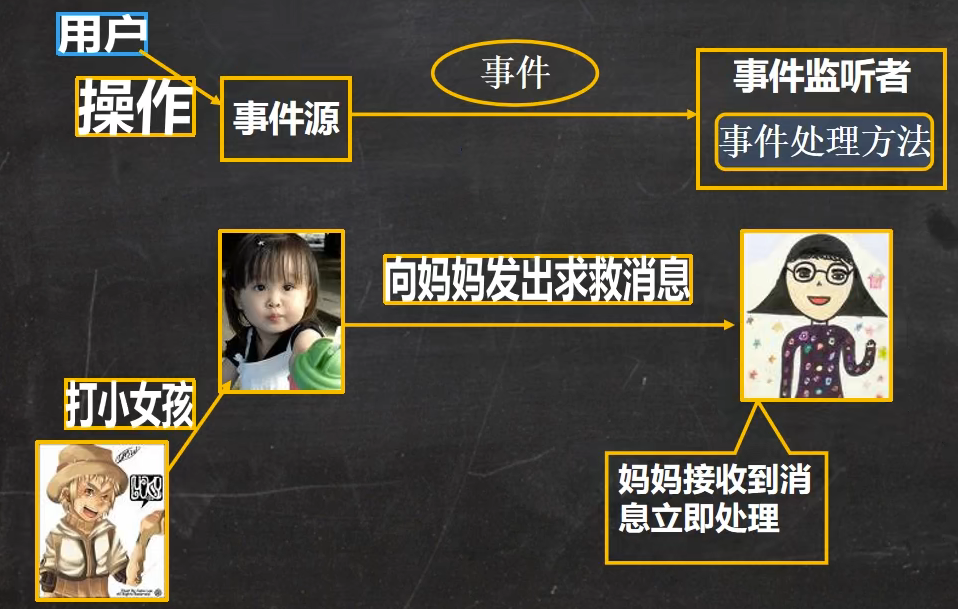 用户
操作
事件源
事件
事件监听者
事件处理方法
向妈妈发出求救消息
打小女孩
妈妈接收到消
息立即处理